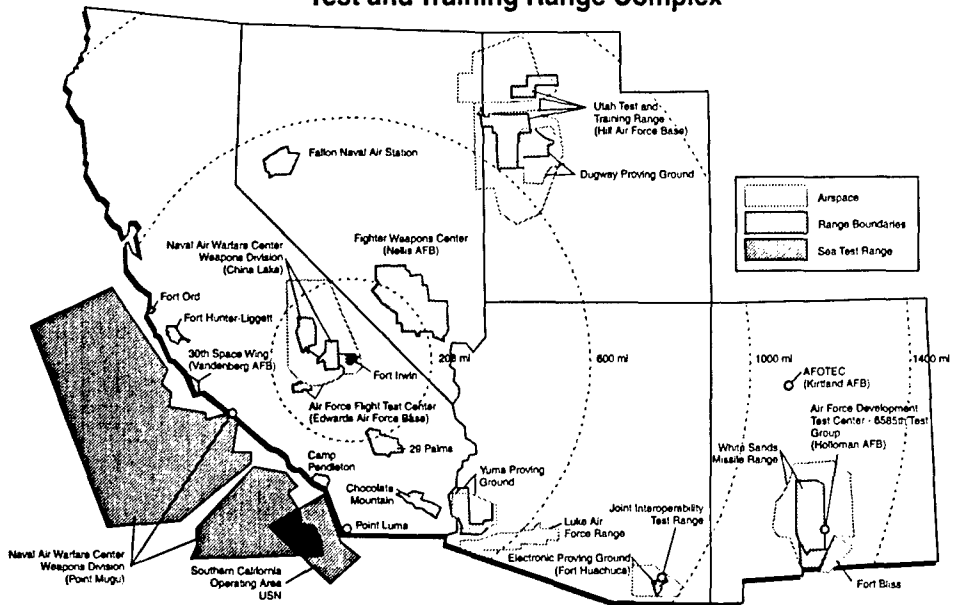 Test and Training Range Complex
Utah Test and
Training Range
(Hill Air Force Base)
Fallon Naval Air Station
Dugway Proving Ground
Airspace
Range Boundaries
Sea Test Range
Naval Air Warfare Center
Weapons Division
(China Lake)
Fighter Weapons Center
(Nellis AFB)
Fort Ord
Fort Hunter-Liggett
30th Space Wing
(Vandenberg AFB)
Fort Irwin
208 mi
600 mi
1000 mi
1400 mi
AFOTEC
(Kirtland AFB)
Air Force Flight Test Center
(Edwards Air Force Base)
29 Palms
Air Force Development
Test Center - 6585th Test
Group
(Holloman AFB)
White Sands
Missile Range
Camp
Pendleton
Chocolate
Mountain
Yuma Proving
Ground
Point Luma
Luke Air
Force Range
Joint Interoperability
Test Range
Electronic Proving Ground
(Fort Huachuca)
Fort Bliss
Naval Air Warfare Center
Weapons Division
(Point Mugu)
Southern California
Operating Area
USN